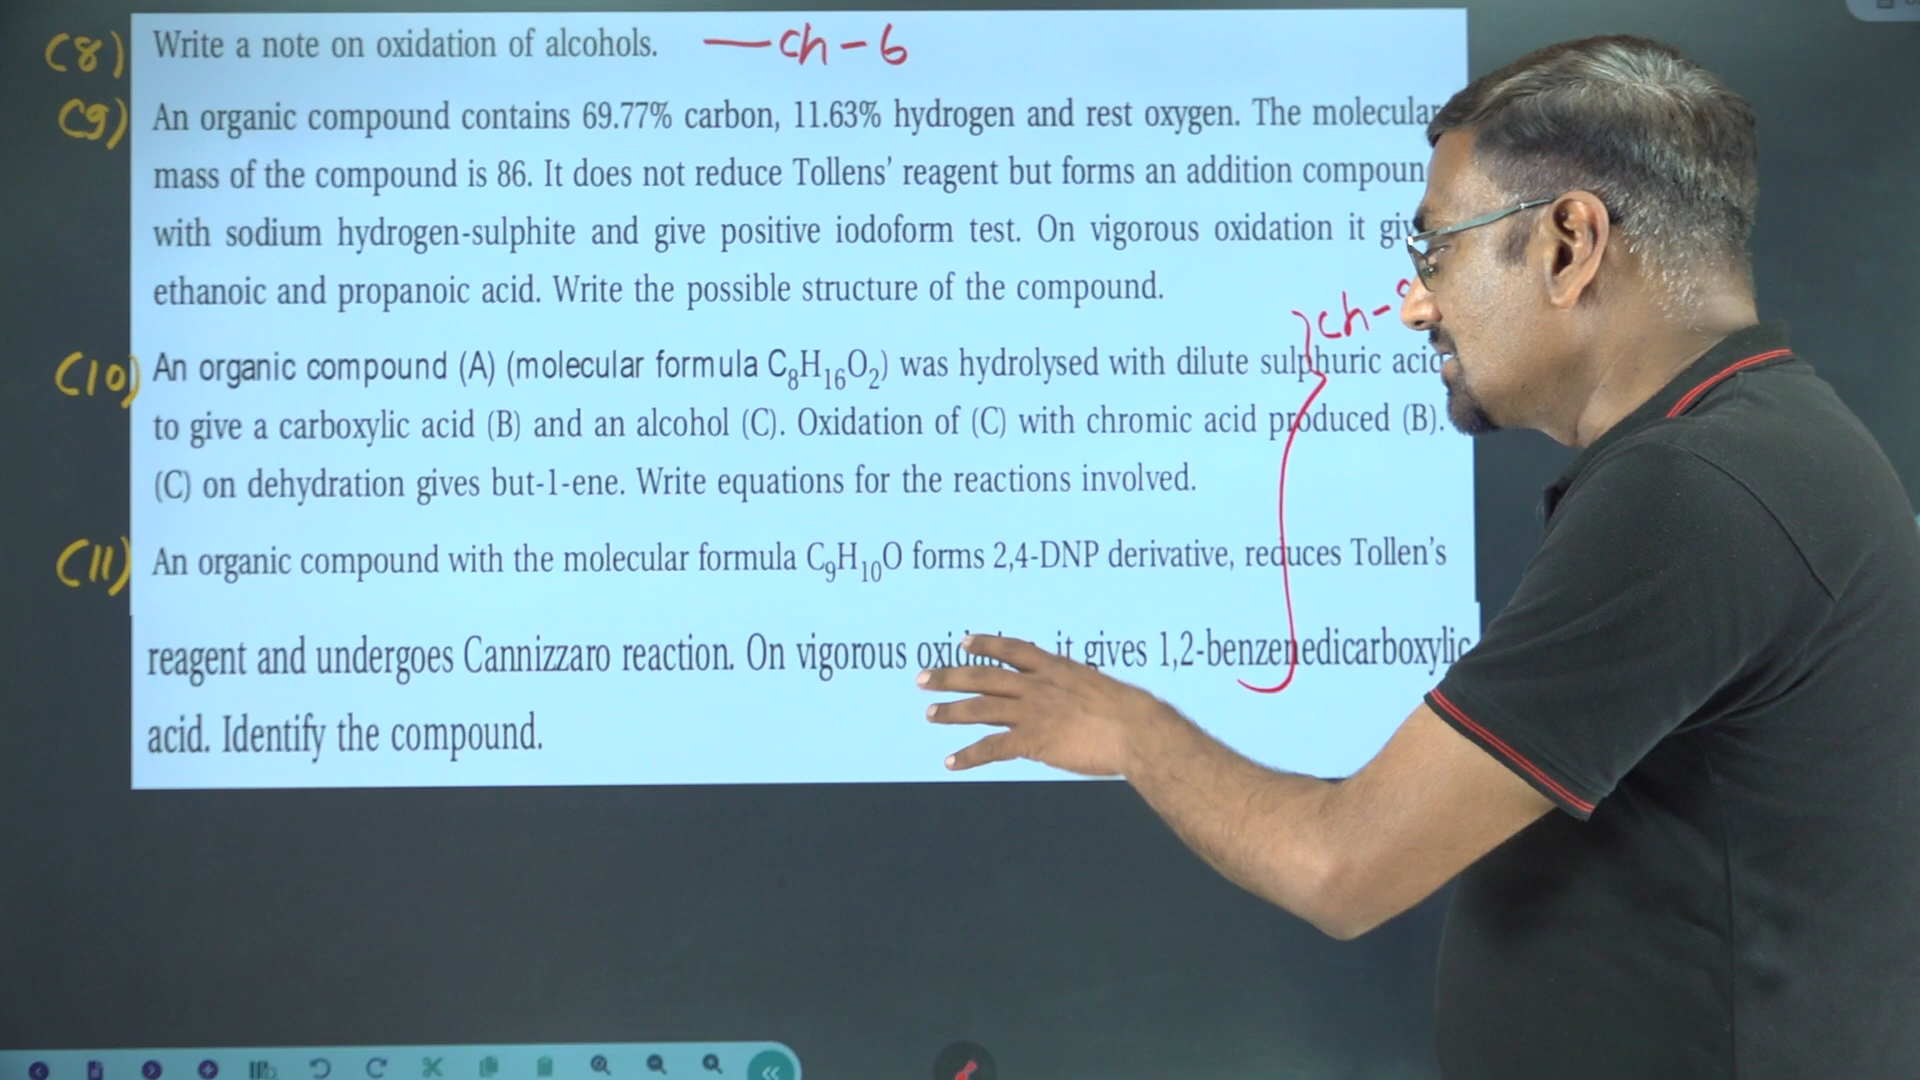 (8) Write a note on oxidation of alcohols. — ch - 6
(9) An organic compound contains 69.77% carbon, 11.63% hydrogen and rest oxygen. The molecular
mass of the compound is 86. It does not reduce Tollens' reagent but forms an addition
with sodium hydrogen-sulphite and give positive iodoform test. On vigorous oxidation it
ethanoic and propanoic acid. Write the possible structure of the compound.
ch -
(10) An organic compound (A) (molecular formula C₈H₁₆O₂) was hydrolysed with dilute sulphuric acid
to give a carboxylic acid (B) and an alcohol (C). Oxidation of (C) with chromic acid produced (B).
(C) on dehydration gives but-1-ene. Write equations for the reactions involved.
(11) An organic compound with the molecular formula C₉H₁₀O forms 2,4-DNP derivative, reduces Tollen's
reagent and undergoes Cannizzaro reaction. On vigorous it gives 1,2-benzenedicarboxylic
acid. Identify the compound.